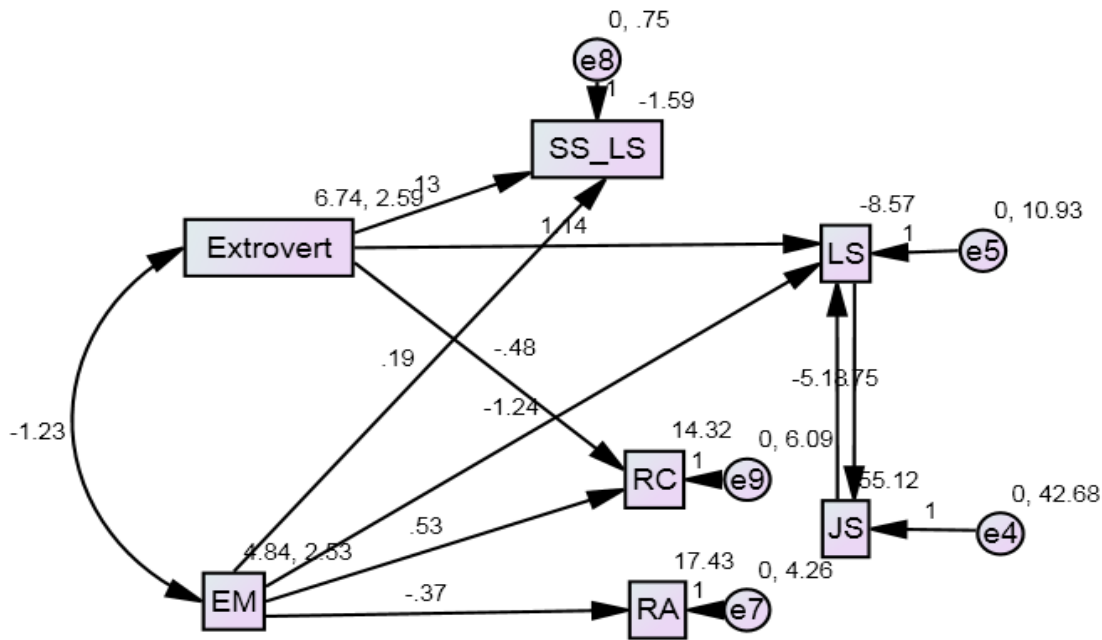 0, .75
e8
1
-1.59
SS_LS
.13
6.74, 2.59
1.14
-8.57
0, 10.93
1
Extrovert
LS
e5
.19
-.48
-5.18
.75
-1.24
-1.23
14.32
0, 6.09
1
RC
e9
55.12
0, 42.68
1
JS
e4
.53
4.84, 2.53
17.43
0, 4.26
-.37
1
EM
RA
e7